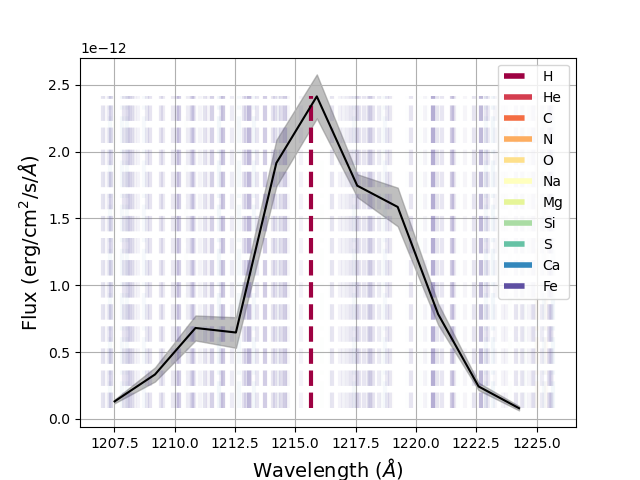 1e−12
2.5
2.0
1.5
1.0
0.5
0.0
Flux (erg/cm²/s/Å)
1207.5 1210.0 1212.5 1215.0 1217.5 1220.0 1222.5 1225.0
Wavelength (Å)
H
He
C
N
O
Na
Mg
Si
S
Ca
Fe